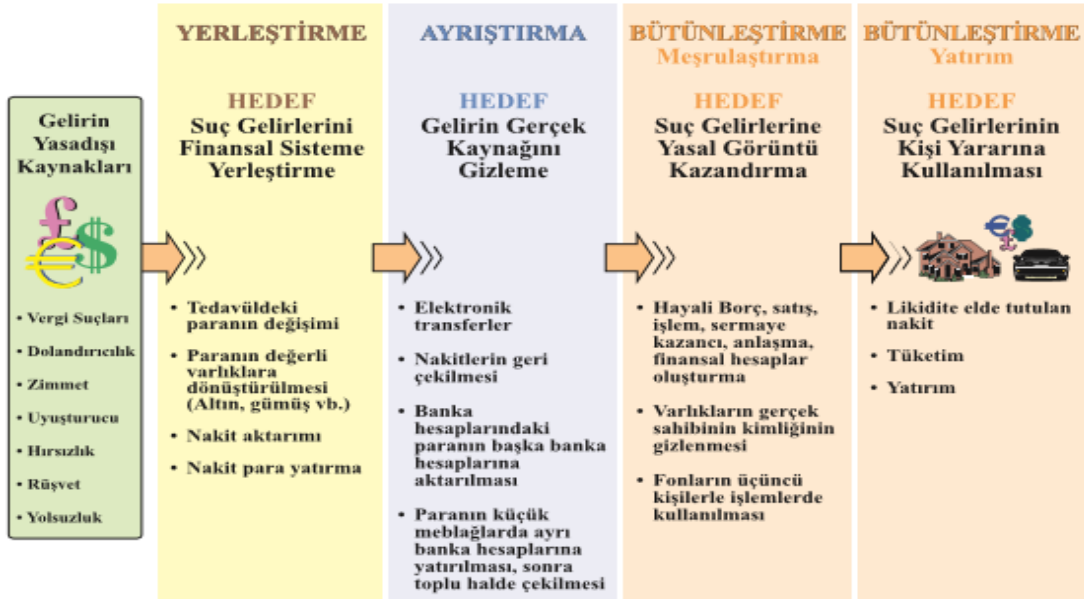 Gelirin
Yasadışı
Kaynakları
• Vergi Suçları
• Dolandırıcılık
• Zimmet
• Uyuşturucu
• Hırsızlık
• Rüşvet
• Yolsuzluk
YERLEŞTİRME
HEDEF
Suç Gelirlerini
Finansal Sisteme
Yerleştirme
• Tedavüldeki
paranın değişimi
• Paranın değerli
varlıklara
dönüştürülmesi
(Altın, gümüş vb.)
• Nakit aktarımı
• Nakit para yatırma
AYRIŞTIRMA
HEDEF
Gelirin Gerçek
Kaynağını
Gizleme
• Elektronik
transferler
• Nakitlerin geri
çekilmesi
• Banka
hesaplarındaki
paranın başka banka
hesaplarına
aktarılması
• Paranın küçük
meblağlarda ayrı
banka hesaplarına
yatırılması, sonra
toplu halde çekilmesi
BÜTÜNLEŞTİRME
Meşrulaştırma
HEDEF
Suç Gelirlerine
Yasal Görüntü
Kazandırma
• Hayali Borç, satış,
işlem, sermaye
kazancı, anlaşma,
finansal hesaplar
oluşturma
• Varlıkların gerçek
sahibinin kimliğinin
gizlenmesi
• Fonların üçüncü
kişilerle işlemlerde
kullanılması
BÜTÜNLEŞTİRME
Yatırım
HEDEF
Suç Gelirlerinin
Kişi Yararına
Kullanılması
• Likidite elde tutulan
nakit
• Tüketim
• Yatırım